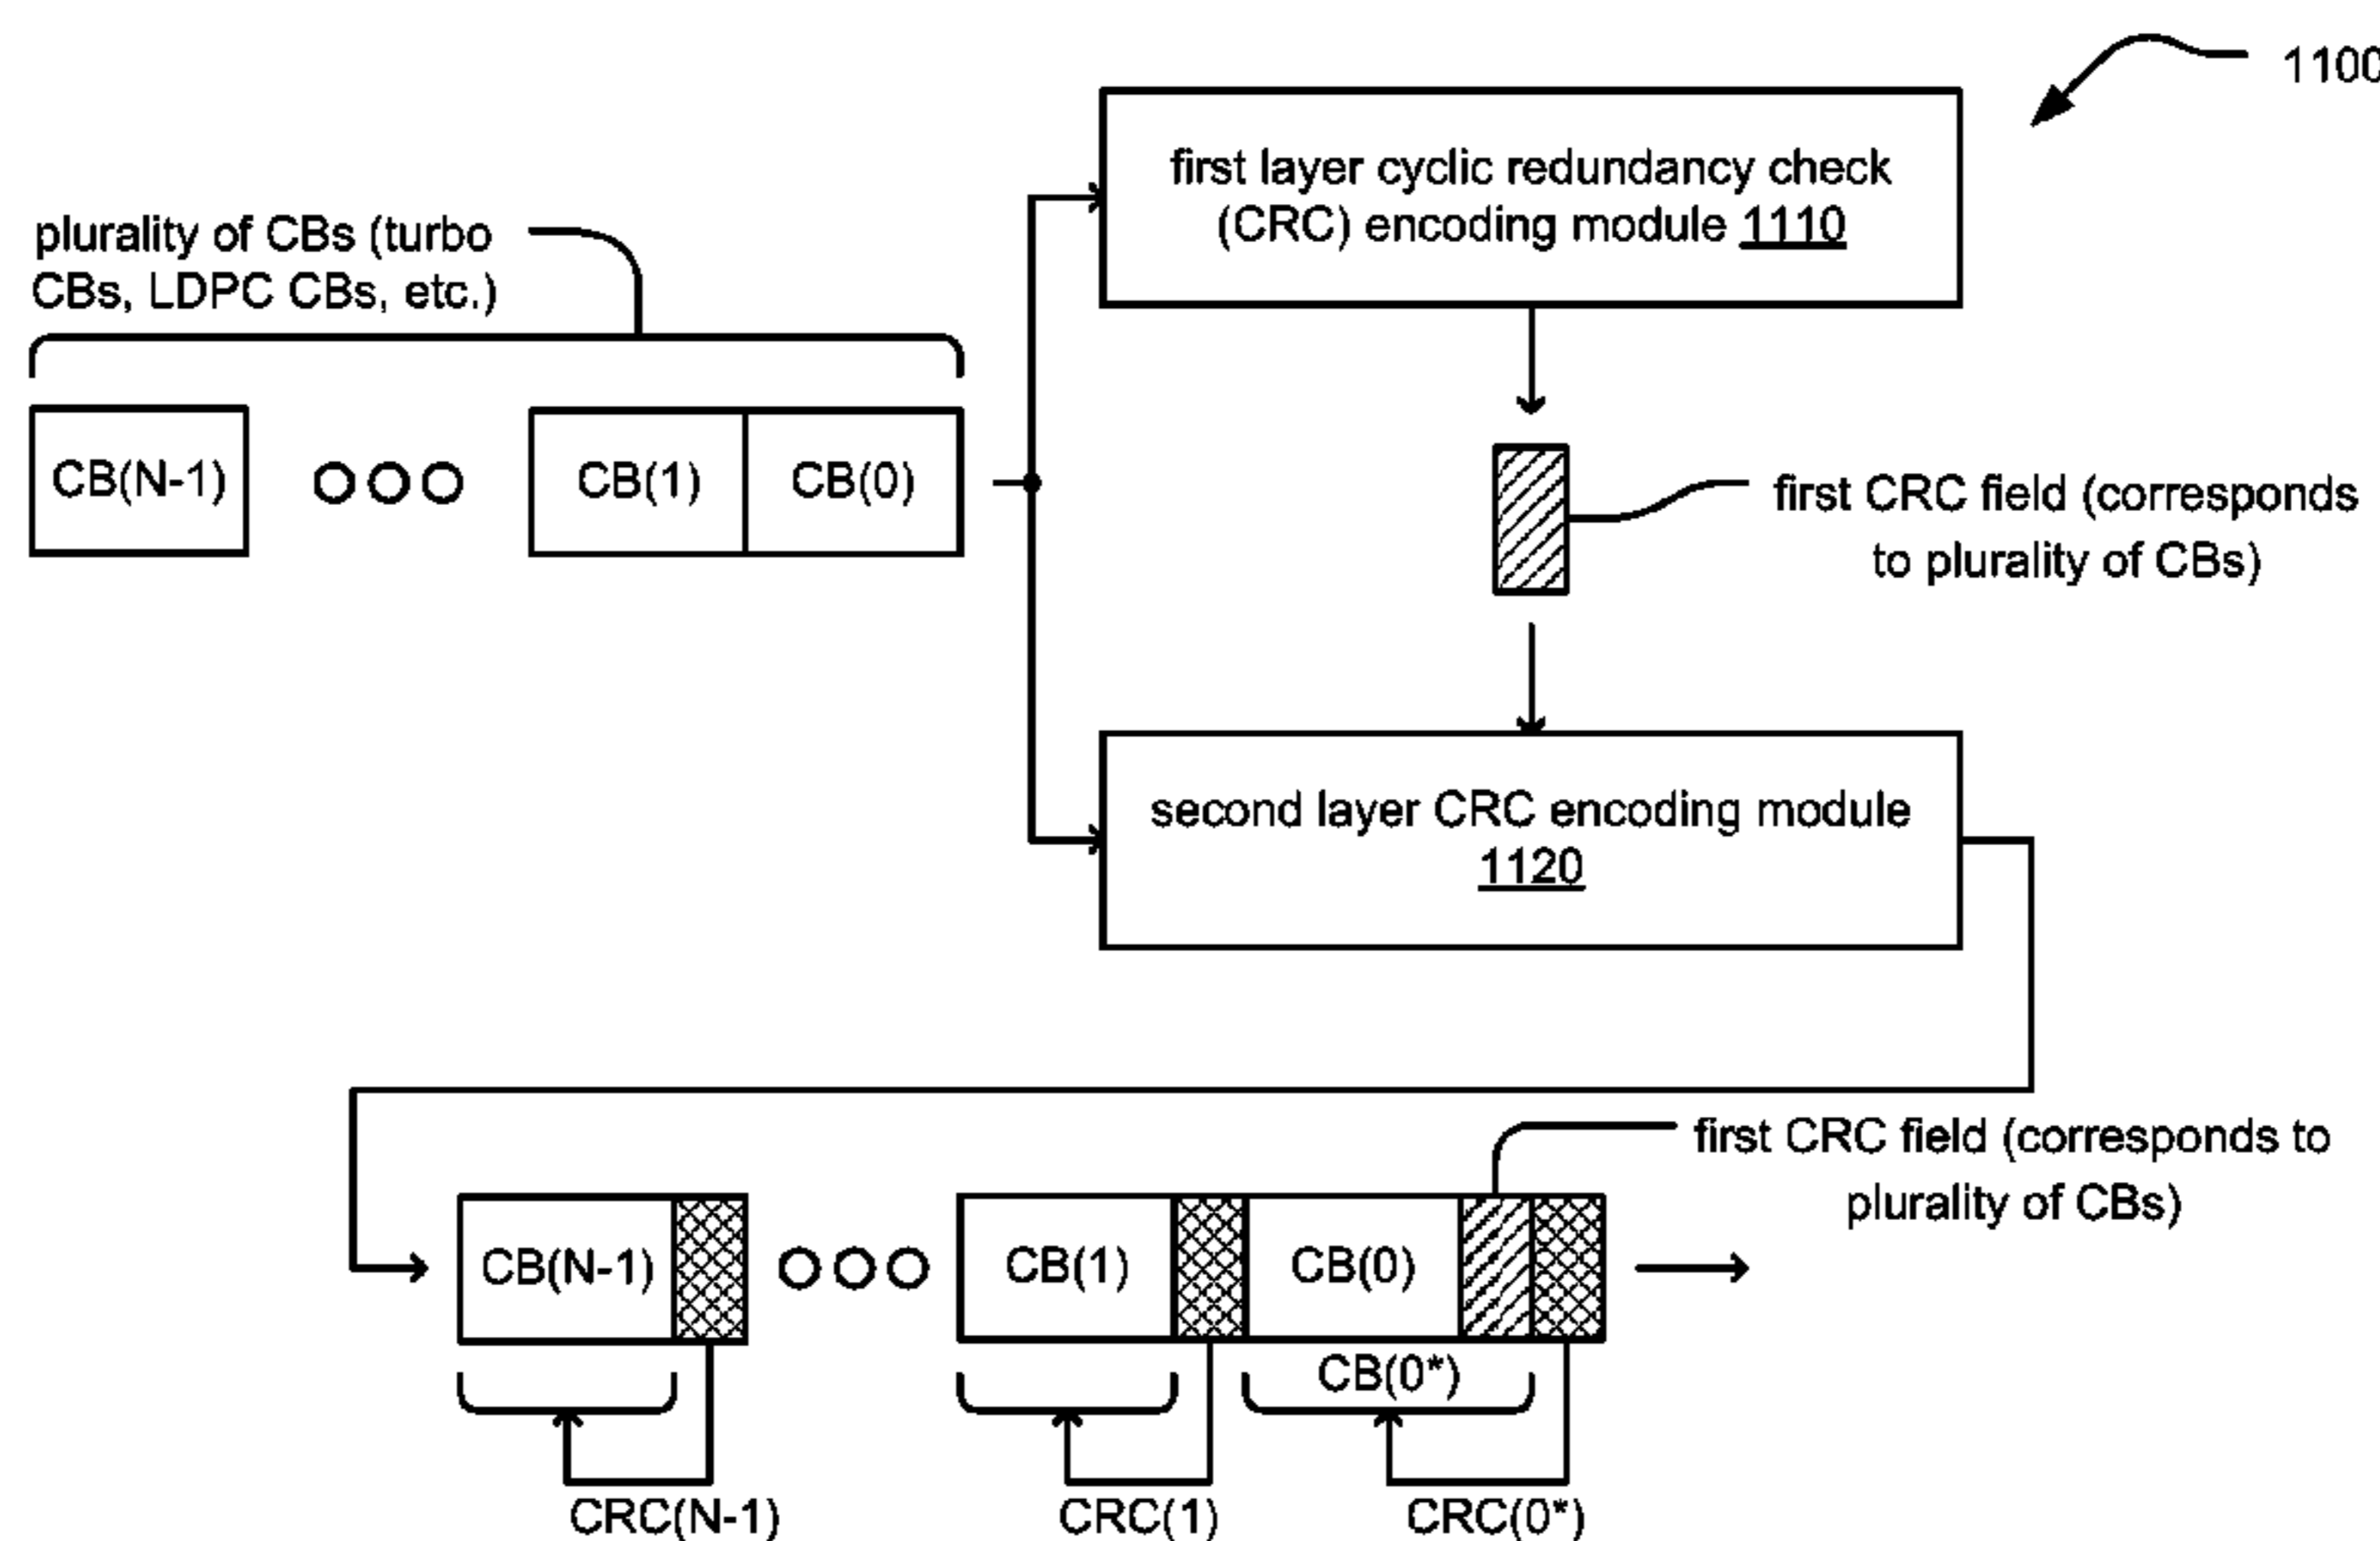 1100
first layer cyclic redundancy check
(CRC) encoding module 1110
plurality of CBs (turbo
CBs, LDPC CBs, etc.)
CB(N-1)
CB(1)
CB(0)
first CRC field (corresponds
to plurality of CBs)
second layer CRC encoding module
1120
first CRC field (corresponds to
plurality of CBs)
CB(N-1)
CB(1)
CB(0)
CB(0*)
CRC(N-1)
CRC(1)
CRC(0*)